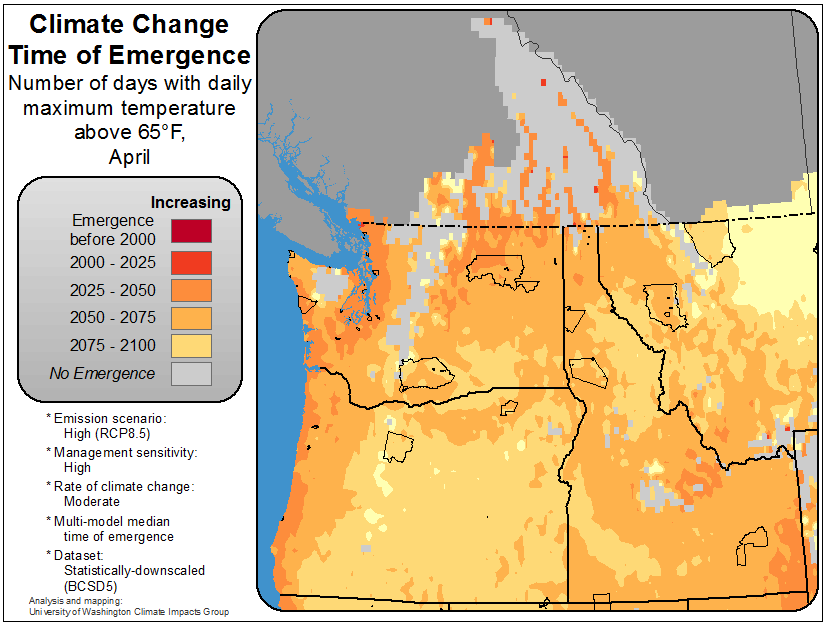 Climate Change
Time of Emergence
Number of days with daily
maximum temperature
above 65°F,
April
Increasing
Emergence
before 2000
2000 - 2025
2025 - 2050
2050 - 2075
2075 - 2100
No Emergence
* Emission scenario:
High (RCP8.5)
* Management sensitivity:
High
* Rate of climate change:
Moderate
* Multi-model median
time of emergence
* Dataset:
Statistically-downscaled
(BCSD5)
Analysis and mapping:
University of Washington Climate Impacts Group